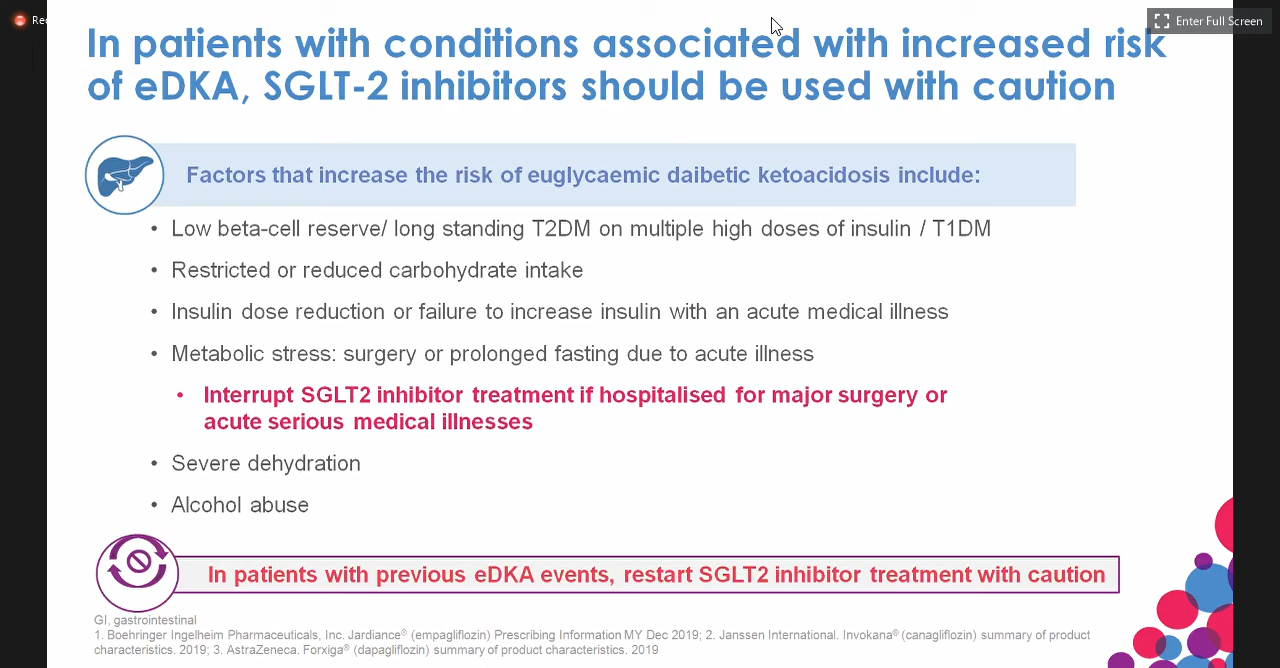 Rec
Enter Full Screen
In patients with conditions associated with increased risk
of eDKA, SGLT-2 inhibitors should be used with caution
Factors that increase the risk of euglycaemic daibetic ketoacidosis include:
• Low beta-cell reserve/ long standing T2DM on multiple high doses of insulin / T1DM
• Restricted or reduced carbohydrate intake
• Insulin dose reduction or failure to increase insulin with an acute medical illness
• Metabolic stress: surgery or prolonged fasting due to acute illness
• Interrupt SGLT2 inhibitor treatment if hospitalised for major surgery or
acute serious medical illnesses
• Severe dehydration
• Alcohol abuse
In patients with previous eDKA events, restart SGLT2 inhibitor treatment with caution
GI, gastrointestinal
1. Boehringer Ingelheim Pharmaceuticals, Inc. Jardiance® (empagliflozin) Prescribing Information MY Dec 2019; 2. Janssen International. Invokana® (canagliflozin) summary of product
characteristics. 2019; 3. AstraZeneca. Forxiga® (dapagliflozin) summary of product characteristics. 2019